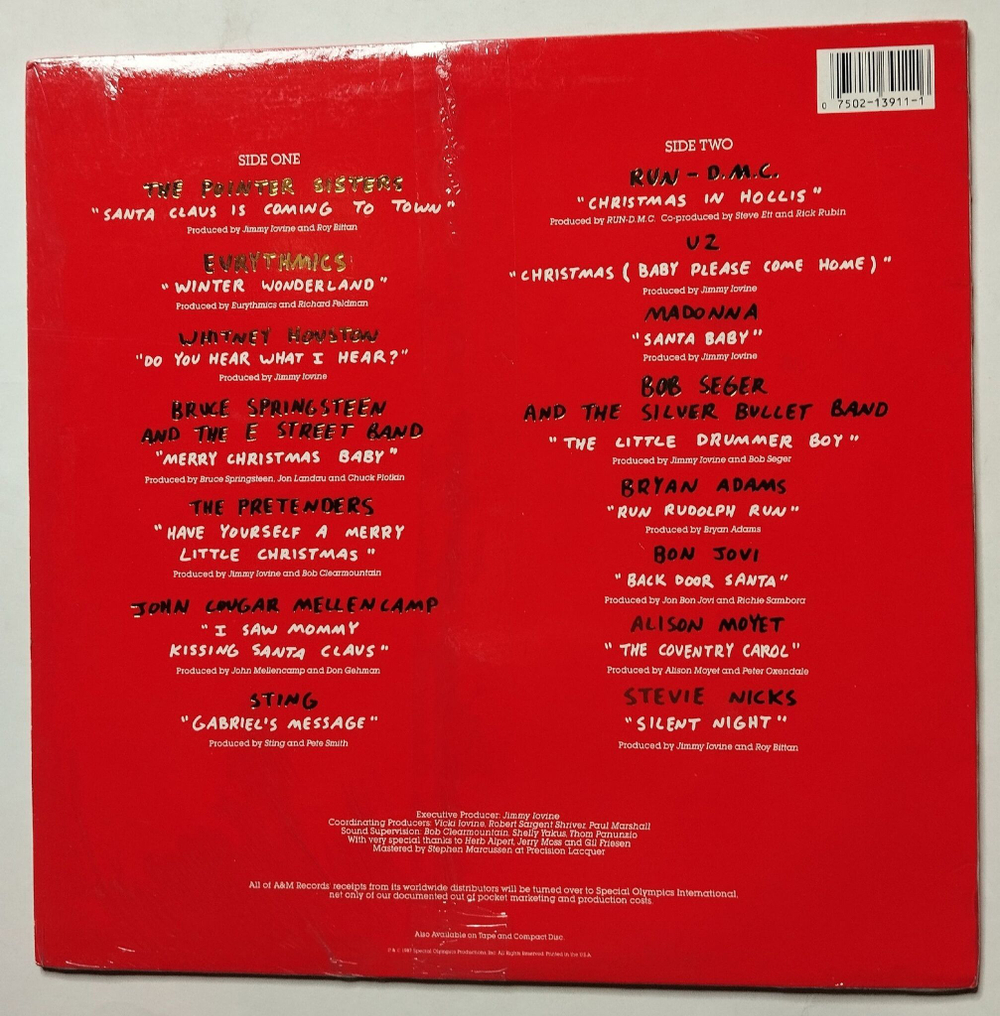 0 7502-13911-1
SIDE ONE
THE POINTER SISTERS
"SANTA CLAUS IS COMING TO TOWN"
Produced by Jimmy Iovine and Roy Bittan
EURYTHMICS
"WINTER WONDERLAND"
Produced by Eurythmics and Richard Feldman
WHITNEY HOUSTON
"DO YOU HEAR WHAT I HEAR?"
Produced by Jimmy Iovine
BRUCE SPRINGSTEEN
AND THE E STREET BAND
"MERRY CHRISTMAS BABY"
Produced by Bruce Springsteen, Jon Landau and Chuck Plotkin
THE PRETENDERS
"HAVE YOURSELF A MERRY
LITTLE CHRISTMAS"
Produced by Jimmy Iovine and Bob Clearmountain
JOHN COUGAR MELLENCAMP
"I SAW MOMMY
KISSING SANTA CLAUS"
Produced by John Mellencamp and Don Gehman
STING
"GABRIEL'S MESSAGE"
Produced by Sting and Pete Smith
SIDE TWO
RUN-D.M.C.
"CHRISTMAS IN HOLLIS"
Produced by RUN-D.M.C. Co-produced by Steve Ett and Rick Rubin
U2
"CHRISTMAS (BABY PLEASE COME HOME)"
Produced by Jimmy Iovine
MADONNA
"SANTA BABY"
Produced by Jimmy Iovine
BOB SEGER
AND THE SILVER BULLET BAND
"THE LITTLE DRUMMER BOY"
Produced by Jimmy Iovine and Bob Seger
BRYAN ADAMS
"RUN RUDOLPH RUN"
Produced by Bryan Adams
BON JOVI
"BACK DOOR SANTA"
Produced by Jon Bon Jovi and Richie Sambora
ALISON MOYET
"THE COVENTRY CAROL"
Produced by Alison Moyet and Peter Oxendale
STEVIE NICKS
"SILENT NIGHT"
Produced by Jimmy Iovine and Roy Bittan
Executive Producer: Jimmy Iovine
Coordinating Producers: Vicki Iovine, Robert Sargent Shriver, Paul Marshall
Sound Supervision: Bob Clearmountain, Shelly Yakus, Thom Panunzio
With very special thanks to Herb Alpert, Jerry Moss and Gil Friesen
Mastered by Stephen Marcussen at Precision Lacquer
All of A&M Records' receipts from its worldwide distributors will be turned over to Special Olympics International,
net only of our documented out of pocket marketing and production costs.
Also Available on Tape and Compact Disc.
℗ & © 1987 Special Olympics Productions, Inc. All Rights Reserved. Printed in the U.S.A.